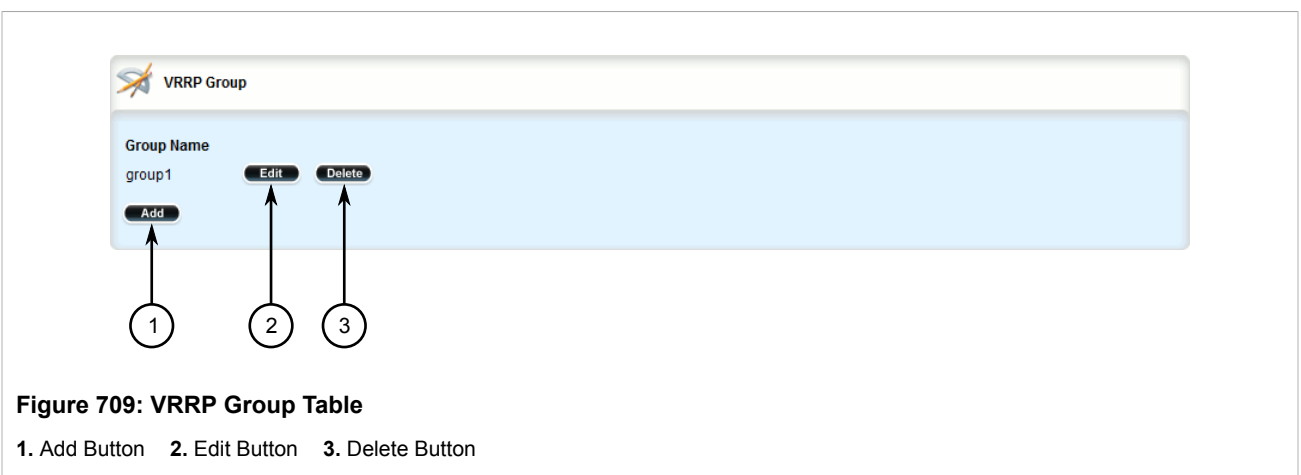 VRRP Group
Group Name
group1 Edit Delete
Add
1 2 3
Figure 709: VRRP Group Table
1. Add Button 2. Edit Button 3. Delete Button